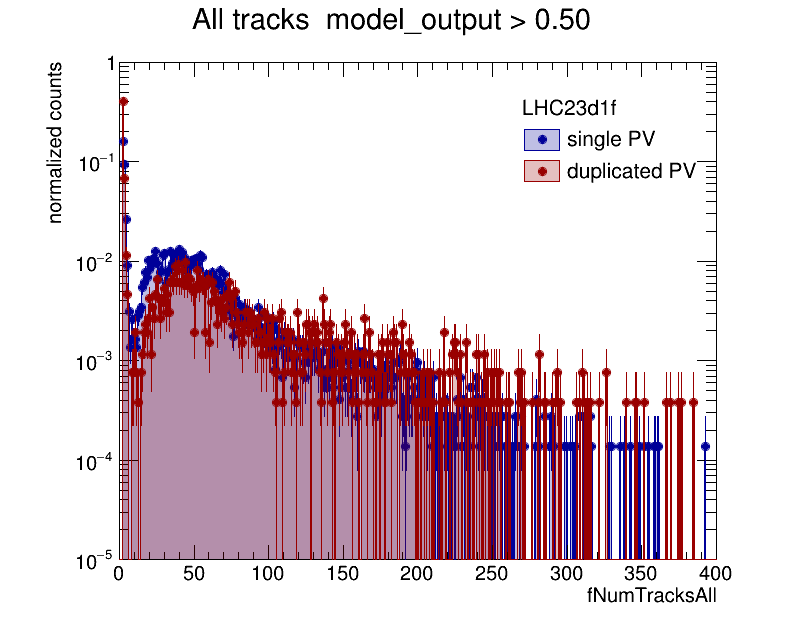 All tracks  model_output > 0.50
normalized counts
1
10⁻¹
10⁻²
10⁻³
10⁻⁴
10⁻⁵
LHC23d1f
single PV
duplicated PV
0 50 100 150 200 250 300 350 400
fNumTracksAll